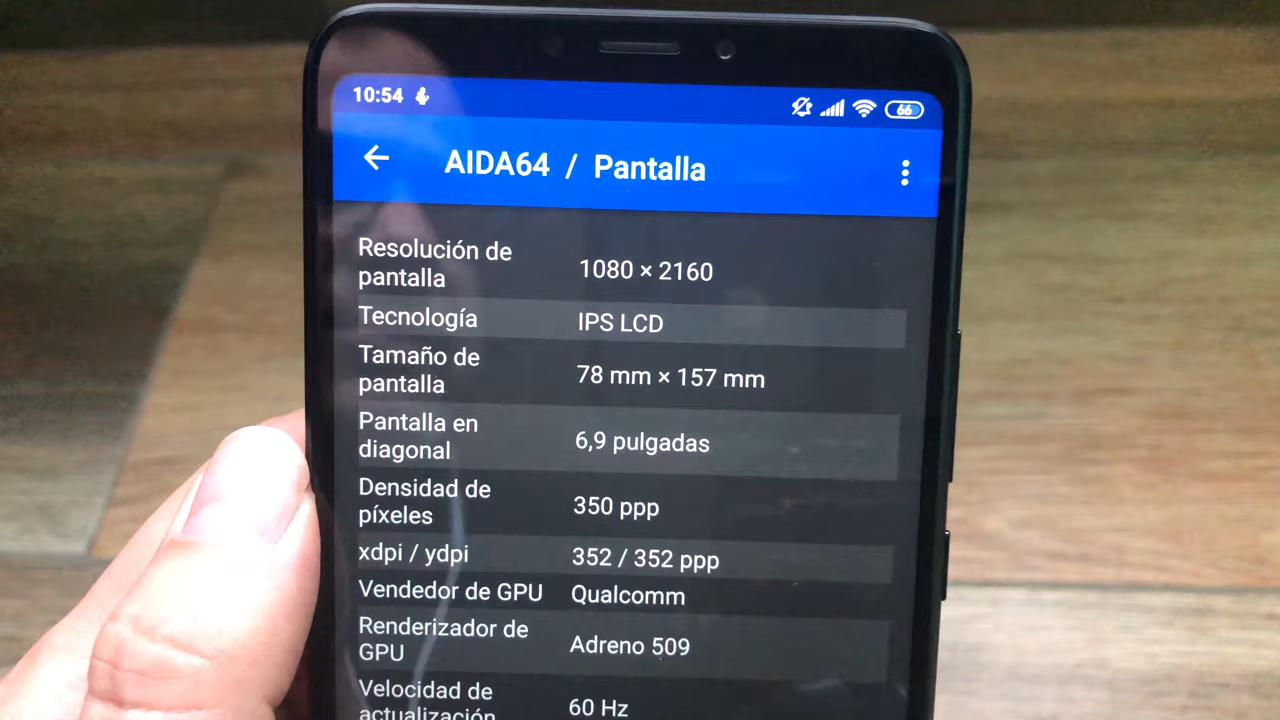 10:54
66
AIDA64 / Pantalla
Resolución de
pantalla
1080 × 2160
Tecnología
IPS LCD
Tamaño de
pantalla
78 mm × 157 mm
Pantalla en
diagonal
6,9 pulgadas
Densidad de
píxeles
350 ppp
xdpi / ydpi
352 / 352 ppp
Vendedor de GPU
Qualcomm
Renderizador de
GPU
Adreno 509
Velocidad de
actualización
60 Hz